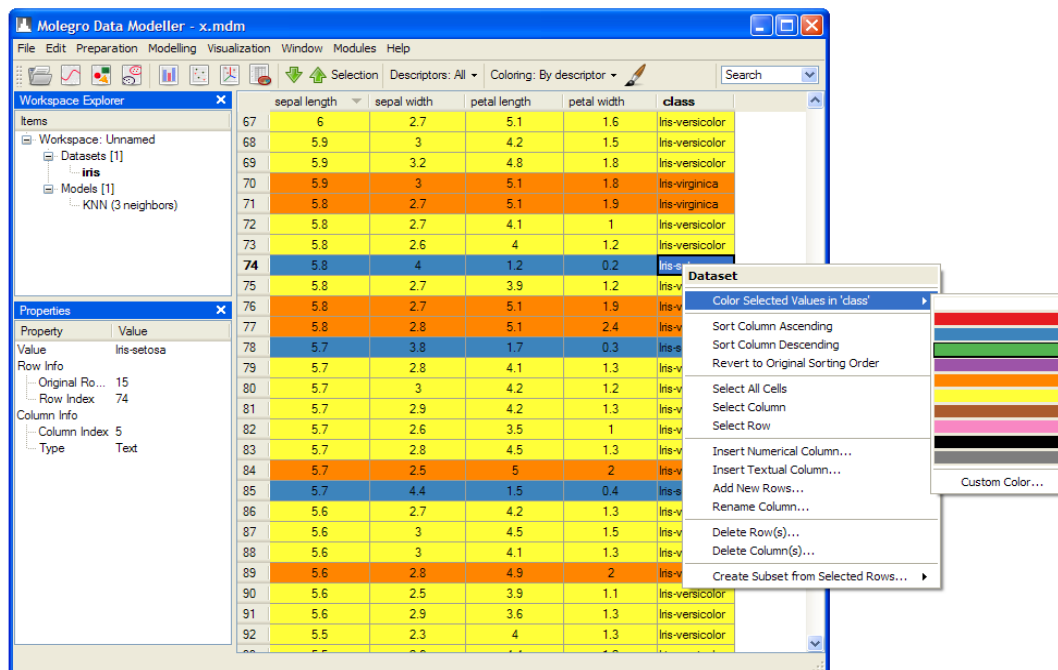 Molegro Data Modeller - x.mdm
File Edit Preparation Modelling Visualization Window Modules Help
Selection Descriptors: All Coloring: By descriptor Search
Workspace Explorer
Items
Workspace: Unnamed
Datasets [1]
iris
Models [1]
KNN (3 neighbors)
Properties
Property Value
Value Iris-setosa
Row Info
Original Ro... 15
Row Index 74
Column Info
Column Index 5
Type Text
sepal length sepal width petal length petal width class
67 6 2.7 5.1 1.6 Iris-versicolor
68 5.9 3 4.2 1.5 Iris-versicolor
69 5.9 3.2 4.8 1.8 Iris-versicolor
70 5.9 3 5.1 1.8 Iris-virginica
71 5.8 2.7 5.1 1.9 Iris-virginica
72 5.8 2.7 4.1 1 Iris-versicolor
73 5.8 2.6 4 1.2 Iris-versicolor
74 5.8 4 1.2 0.2
75 5.8 2.7 3.9 1.2 Iris-v
76 5.8 2.7 5.1 1.9 Iris-v
77 5.8 2.8 5.1 2.4 Iris-v
78 5.7 3.8 1.7 0.3 Iris-s
79 5.7 2.8 4.1 1.3 Iris-v
80 5.7 3 4.2 1.2 Iris-v
81 5.7 2.9 4.2 1.3 Iris-v
82 5.7 2.6 3.5 1 Iris-v
83 5.7 2.8 4.5 1.3 Iris-v
84 5.7 2.5 5 2 Iris-v
85 5.7 4.4 1.5 0.4 Iris-s
86 5.6 2.7 4.2 1.3 Iris-v
87 5.6 3 4.5 1.5 Iris-v
88 5.6 3 4.1 1.3 Iris-v
89 5.6 2.8 4.9 2 Iris-v
90 5.6 2.5 3.9 1.1 Iris-versicolor
91 5.6 2.9 3.6 1.3 Iris-versicolor
92 5.5 2.3 4 1.3 Iris-versicolor
Dataset
Color Selected Values in 'class'
Sort Column Ascending
Sort Column Descending
Revert to Original Sorting Order
Select All Cells
Select Column
Select Row
Insert Numerical Column...
Insert Textual Column...
Add New Rows...
Rename Column...
Delete Row(s)...
Delete Column(s)...
Create Subset from Selected Rows...
Custom Color...